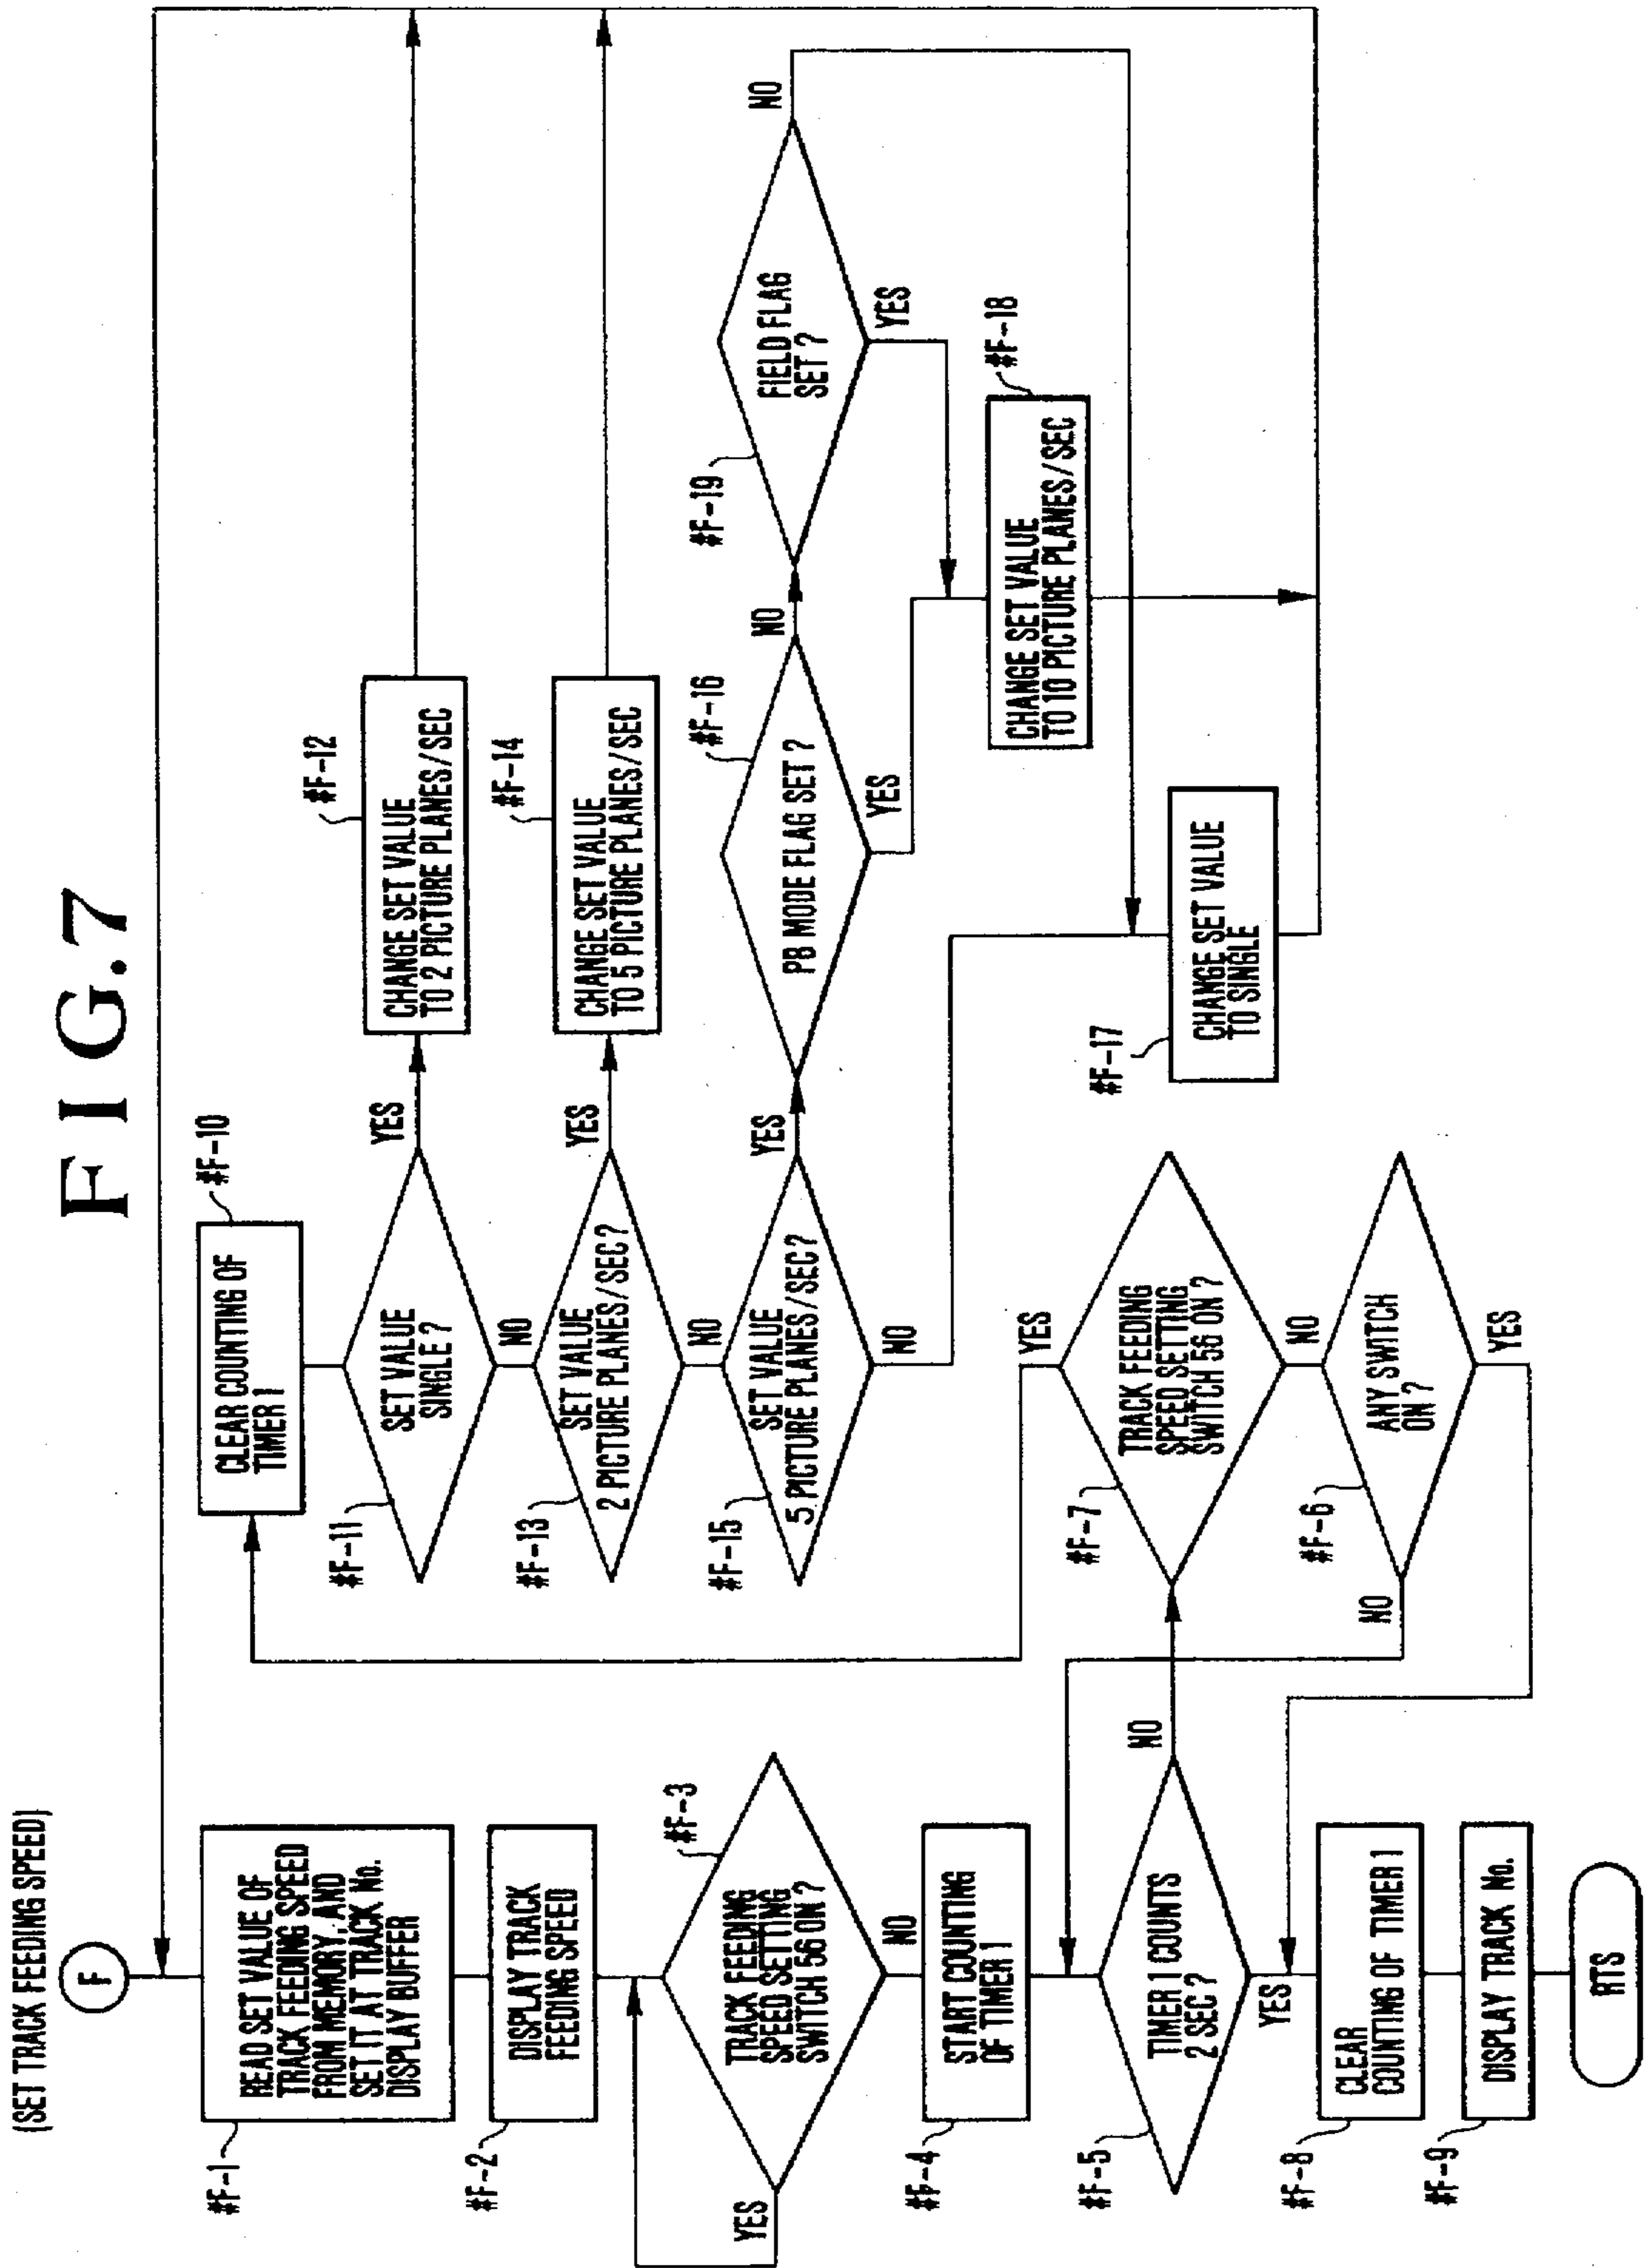 FIG.7
(SET TRACK FEEDING SPEED)
F
#F-1
READ SET VALUE OF
TRACK FEEDING SPEED
FROM MEMORY, AND
SET IT AT TRACK No.
DISPLAY BUFFER
#F-2
DISPLAY TRACK
FEEDING SPEED
#F-3
TRACK FEEDING
SPEED SETTING
SWITCH 56 ON ?
YES
NO
#F-4
START COUNTING
OF TIMER 1
#F-5
TIMER 1 COUNTS
2 SEC ?
NO
YES
#F-8
CLEAR
COUNTING OF TIMER 1
#F-9
DISPLAY TRACK No.
RTS
#F-7
TRACK FEEDING
SPEED SETTING
SWITCH 56 ON ?
YES
NO
#F-6
ANY SWITCH
ON ?
NO
YES
#F-10
CLEAR COUNTING OF
TIMER 1
#F-11
SET VALUE
SINGLE ?
YES
NO
#F-12
CHANGE SET VALUE
TO 2 PICTURE PLANES/SEC
#F-13
SET VALUE
2 PICTURE PLANES/SEC ?
YES
NO
#F-14
CHANGE SET VALUE
TO 5 PICTURE PLANES/SEC
#F-15
SET VALUE
5 PICTURE PLANES/SEC ?
YES
NO
#F-16
PB MODE FLAG SET ?
NO
YES
#F-19
FIELD FLAG
SET ?
NO
YES
#F-18
CHANGE SET VALUE
TO 10 PICTURE PLANES/SEC
#F-17
CHANGE SET VALUE
TO SINGLE